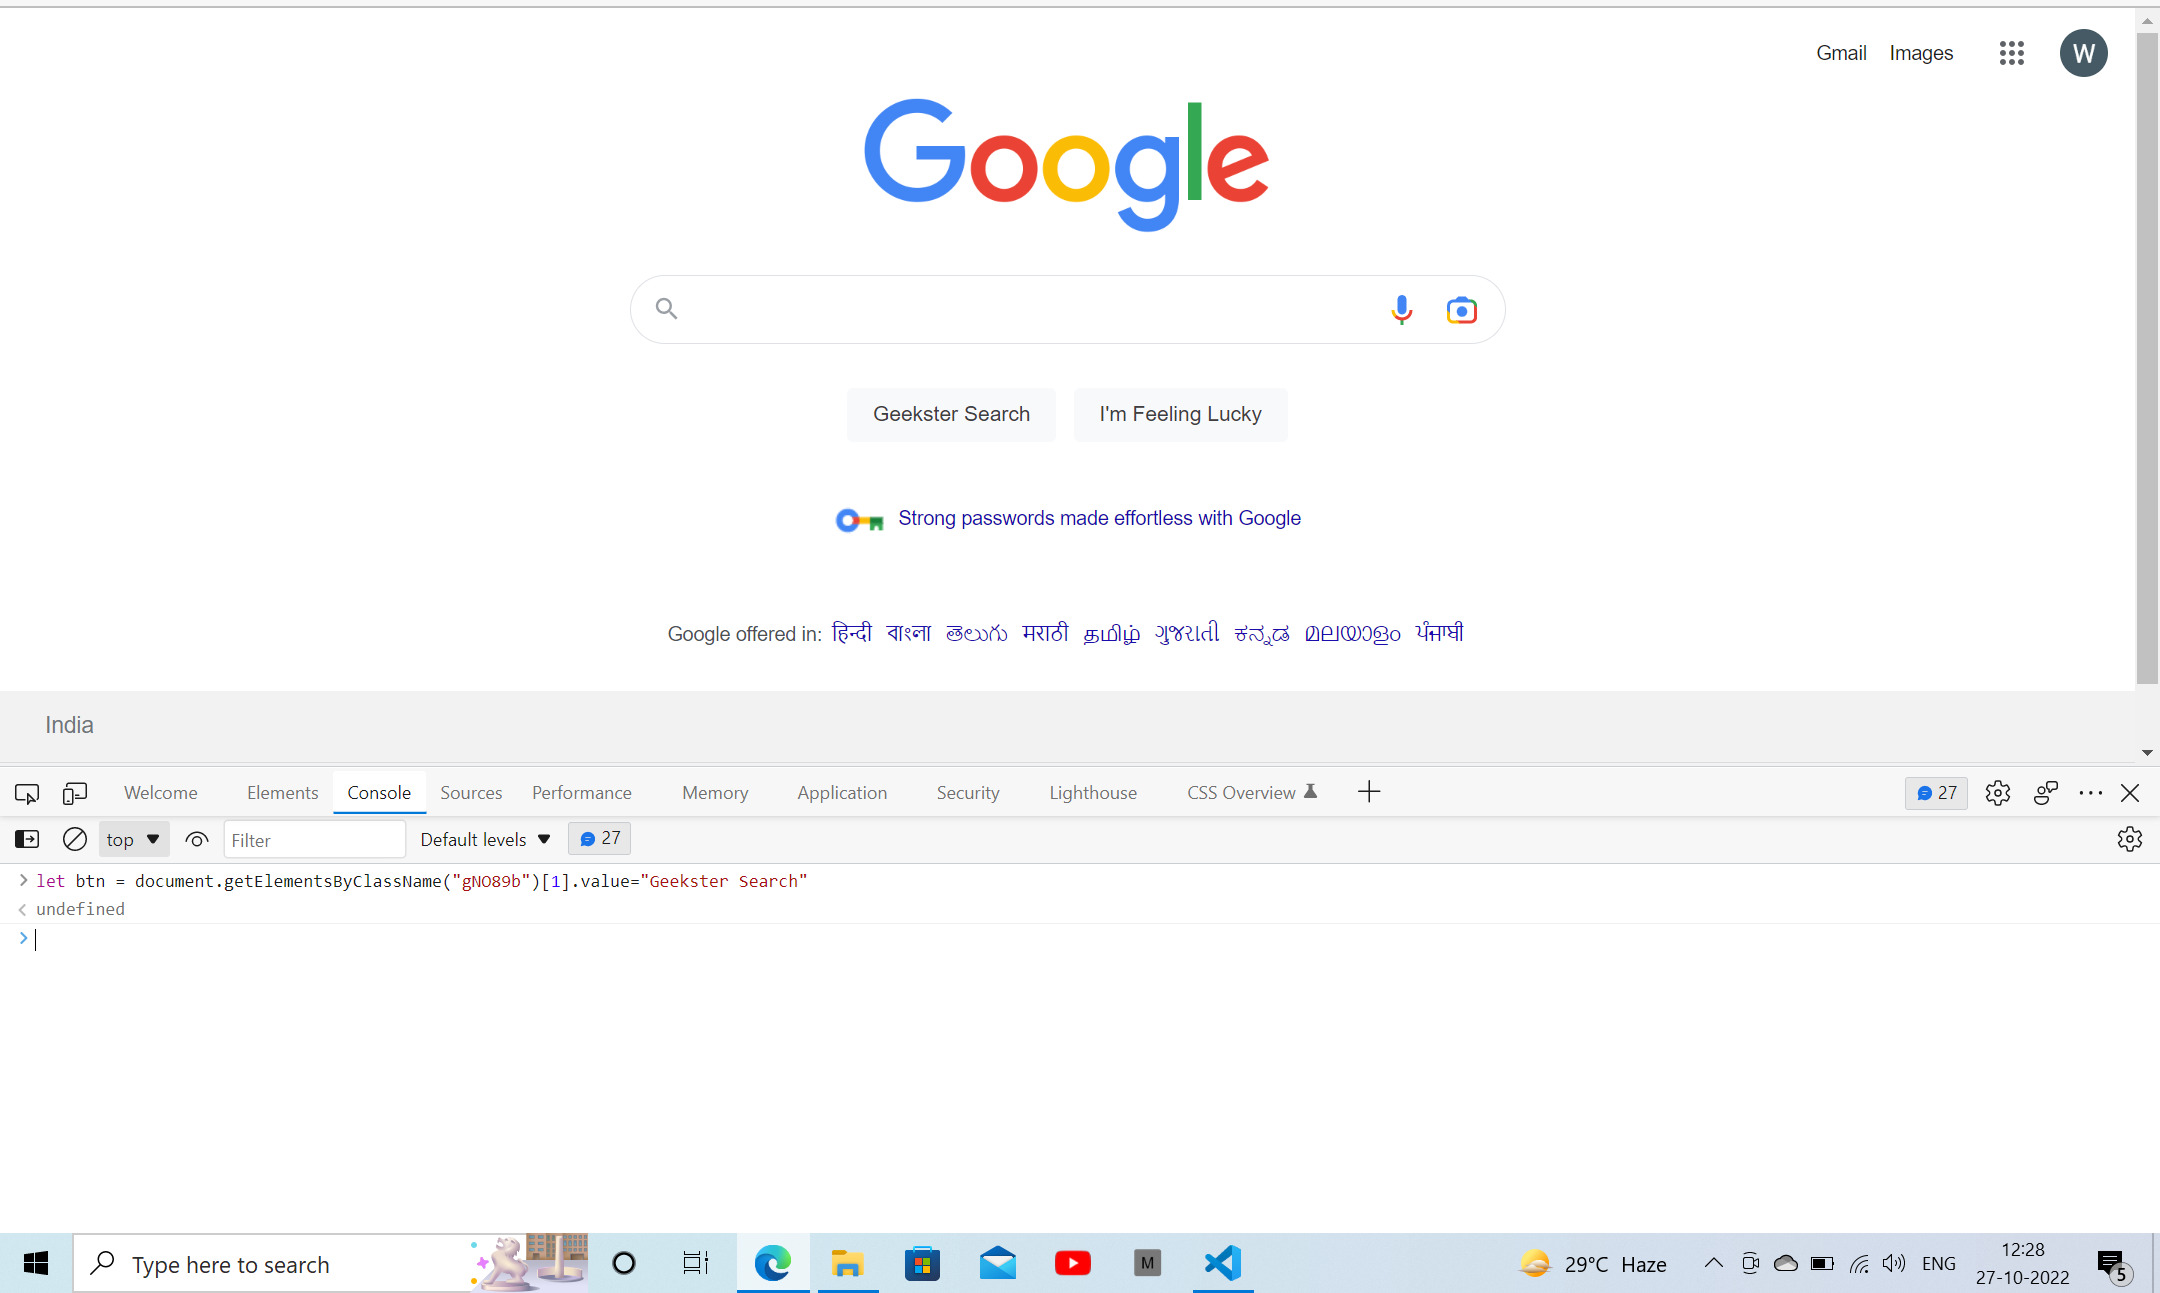 Gmail Images W
Google
Geekster Search I'm Feeling Lucky
Strong passwords made effortless with Google
Google offered in: हिन्दी বাংলা తెలుగు मराठी தமிழ் ગુજરાતી ಕನ್ನಡ മലയാളം ਪੰਜਾਬੀ
India
Welcome Elements Console Sources Performance Memory Application Security Lighthouse CSS Overview 27
top Filter Default levels 27
let btn = document.getElementsByClassName("gNO89b")[1].value="Geekster Search"
undefined
Type here to search M 29°C Haze ENG 12:28
27-10-2022 5